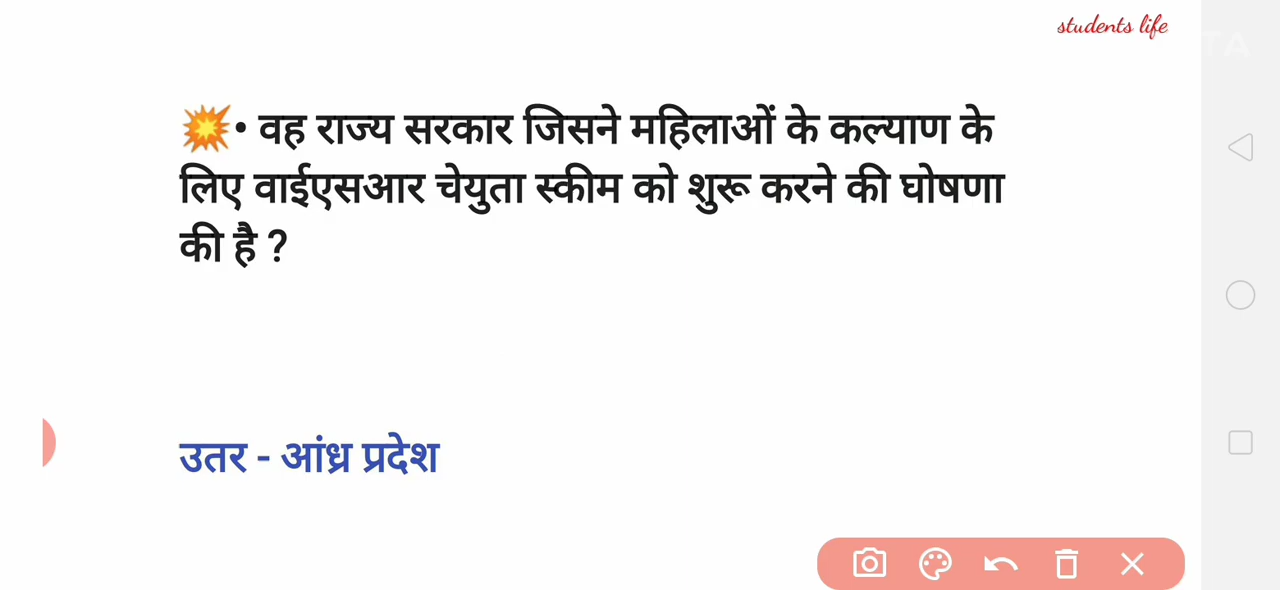 students life
💥• वह राज्य सरकार जिसने महिलाओं के कल्याण के
लिए वाईएसआर चेयुता स्कीम को शुरू करने की घोषणा
की है ?
उतर - आंध्र प्रदेश